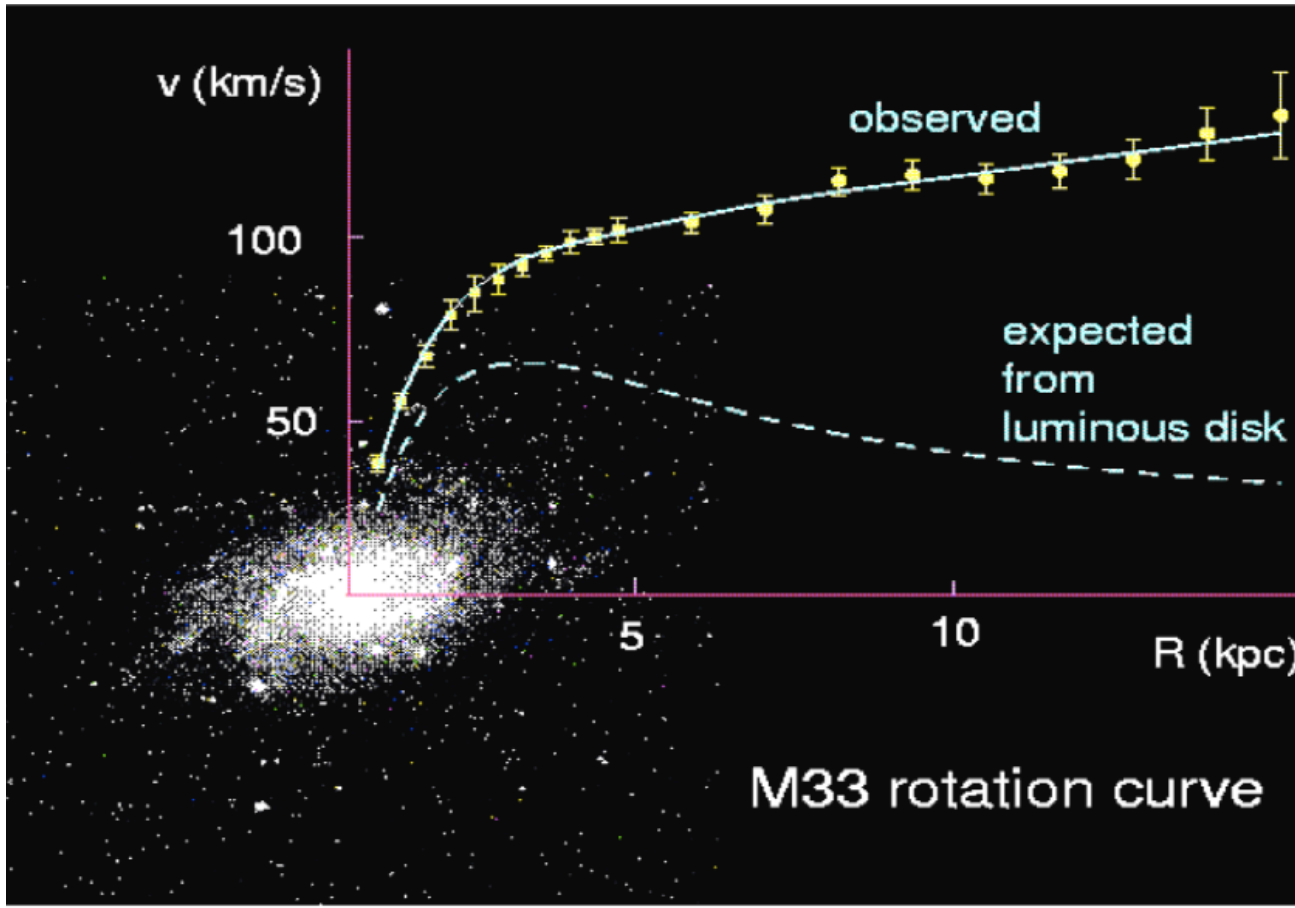 v (km/s)
observed
100
expected
from
50
luminous disk
5
10
R (kpc)
M33 rotation curve